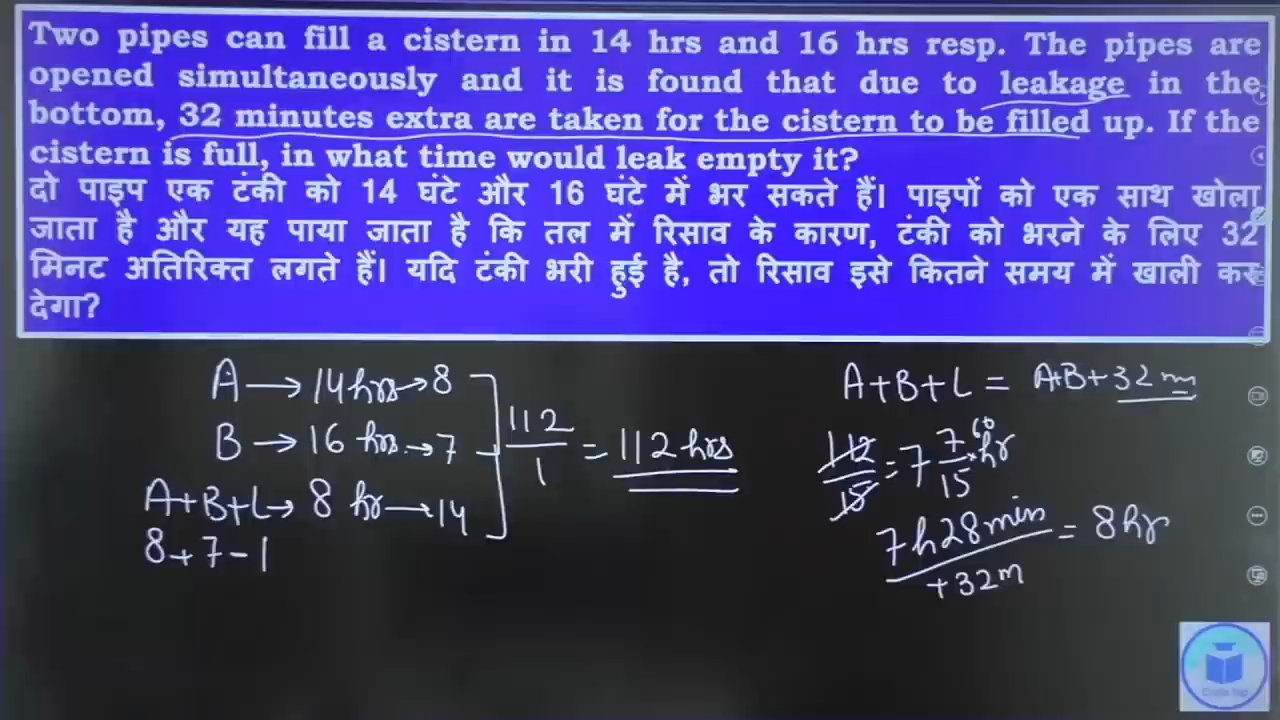 Two pipes can fill a cistern in 14 hrs and 16 hrs resp. The pipes are
opened simultaneously and it is found that due to leakage in the
bottom, 32 minutes extra are taken for the cistern to be filled up. If the
cistern is full, in what time would leak empty it?
दो पाइप एक टंकी को 14 घंटे और 16 घंटे में भर सकते हैं। पाइपों को एक साथ खोला
जाता है और यह पाया जाता है कि तल में रिसाव के कारण, टंकी को भरने के लिए 32
मिनट अतिरिक्त लगते हैं। यदि टंकी भरी हुई है, तो रिसाव इसे कितने समय में खाली कर
देगा?
A → 14 hrs → 8
B → 16 hrs. → 7
A+B+L → 8 hr → 14
8+7-1
112/1 = 112 hrs
A+B+L = A+B+32 m
112/15 = 7 7/15 × 60 hr
7h 28min = 8 hr
+32m